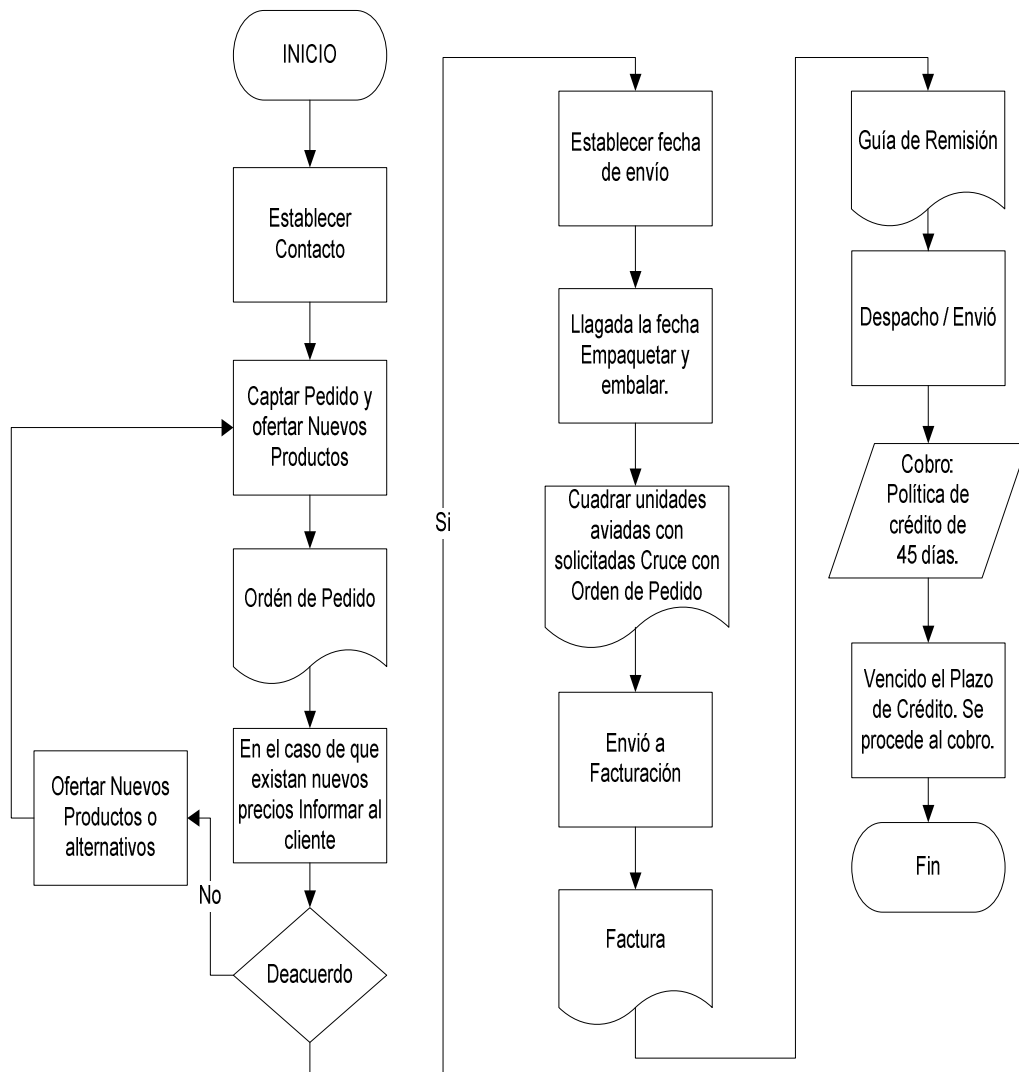 INICIO
Establecer
Contacto
Captar Pedido y
ofertar Nuevos
Productos
Ordén de Pedido
En el caso de que
existan nuevos
precios Informar al
cliente
Ofertar Nuevos
Productos o
alternativos
No
Deacuerdo
Si
Establecer fecha
de envío
Llagada la fecha
Empaquetar y
embalar.
Cuadrar unidades
aviadas con
solicitadas Cruce con
Orden de Pedido
Envió a
Facturación
Factura
Guía de Remisión
Despacho / Envió
Cobro:
Política de
crédito de
45 días.
Vencido el Plazo
de Crédito. Se
procede al cobro.
Fin